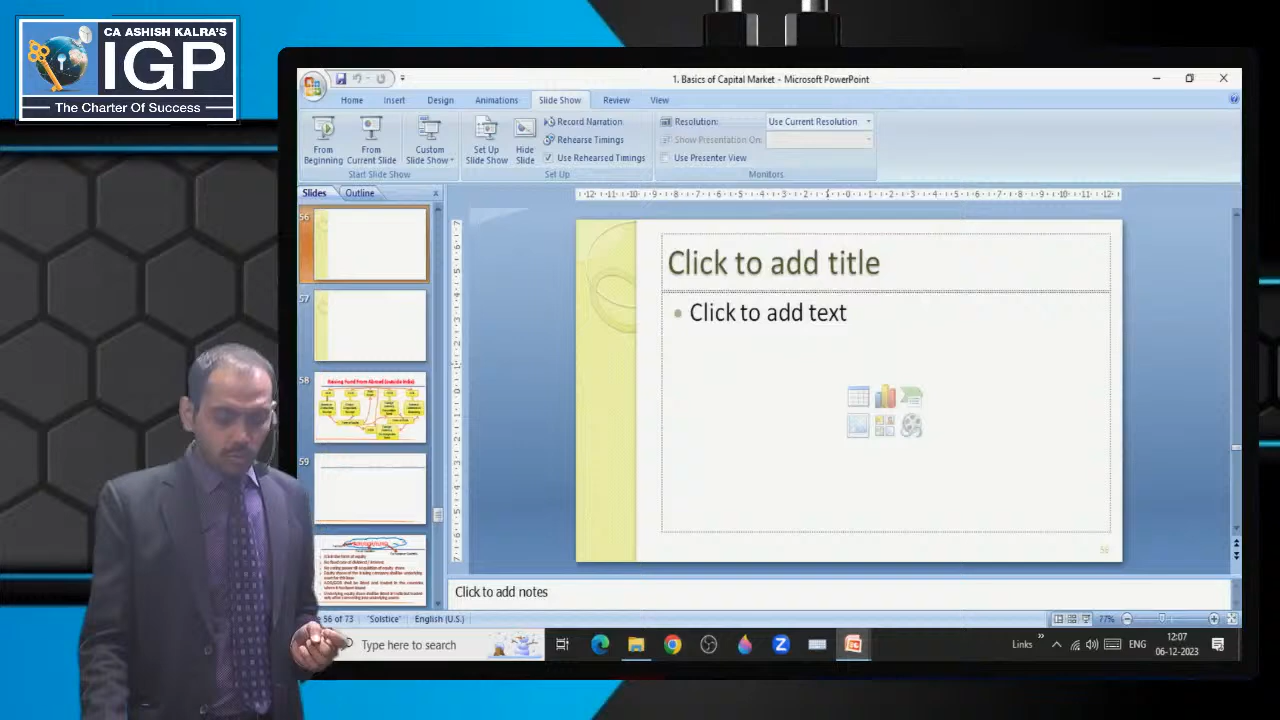 CA ASHISH KALRA'S
IGP
The Charter Of Success
1. Basics of Capital Market - Microsoft PowerPoint
Home Insert Design Animations Slide Show Review View
From Beginning
From Current Slide
Custom Slide Show
Start Slide Show
Set Up Slide Show
Hide Slide
Record Narration
Rehearse Timings
Use Rehearsed Timings
Set Up
Resolution: Use Current Resolution
Show Presentation On:
Use Presenter View
Monitors
Slides Outline
56
57
58
Raising Fund From Abroad (outside India)
59
Click to add title
Click to add text
56
Click to add notes
56 of 73 "Solstice" English (U.S.) 77%
Type here to search
Links
ENG
12:07
06-12-2023